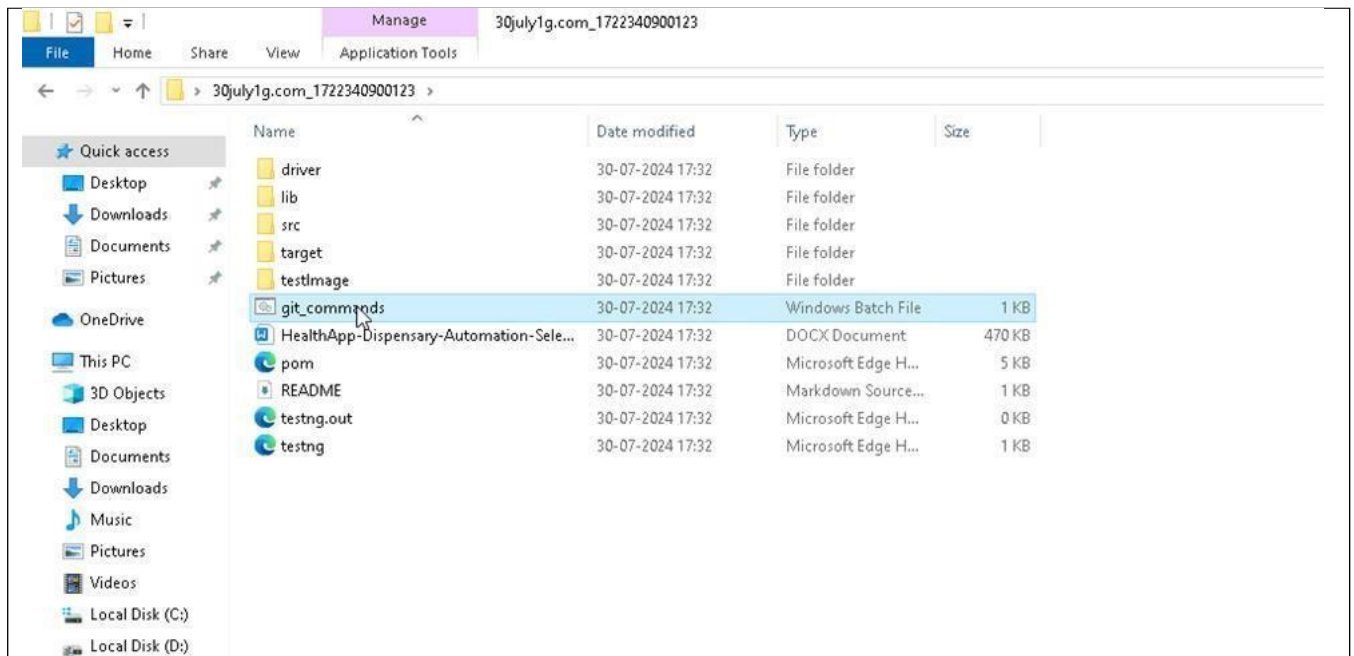 Manage 30july1g.com_1722340900123
File Home Share View Application Tools
30july1g.com_1722340900123
Name Date modified Type Size
Quick access
Desktop
Downloads
Documents
Pictures
OneDrive
This PC
3D Objects
Desktop
Documents
Downloads
Music
Pictures
Videos
Local Disk (C:)
Local Disk (D:)
driver 30-07-2024 17:32 File folder
lib 30-07-2024 17:32 File folder
src 30-07-2024 17:32 File folder
target 30-07-2024 17:32 File folder
testImage 30-07-2024 17:32 File folder
git_commands 30-07-2024 17:32 Windows Batch File 1 KB
HealthApp-Dispensary-Automation-Sele... 30-07-2024 17:32 DOCX Document 470 KB
pom 30-07-2024 17:32 Microsoft Edge H... 5 KB
README 30-07-2024 17:32 Markdown Source... 1 KB
testng.out 30-07-2024 17:32 Microsoft Edge H... 0 KB
testng 30-07-2024 17:32 Microsoft Edge H... 1 KB